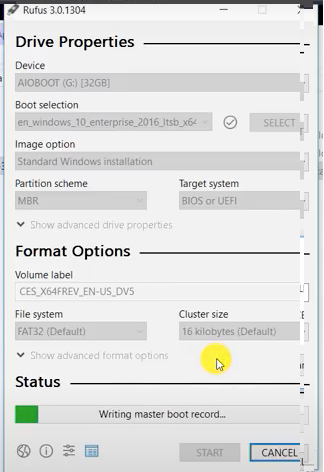 Rufus 3.0.1304
Drive Properties
Device
AIOBOOT (G:) [32GB]
Boot selection
en_windows_10_enterprise_2016_ltsb_x64
SELECT
Image option
Standard Windows installation
Partition scheme
Target system
MBR
BIOS or UEFI
Show advanced drive properties
Format Options
Volume label
CES_X64FREV_EN-US_DV5
File system
Cluster size
FAT32 (Default)
16 kilobytes (Default)
Show advanced format options
Status
Writing master boot record...
START
CANCEL